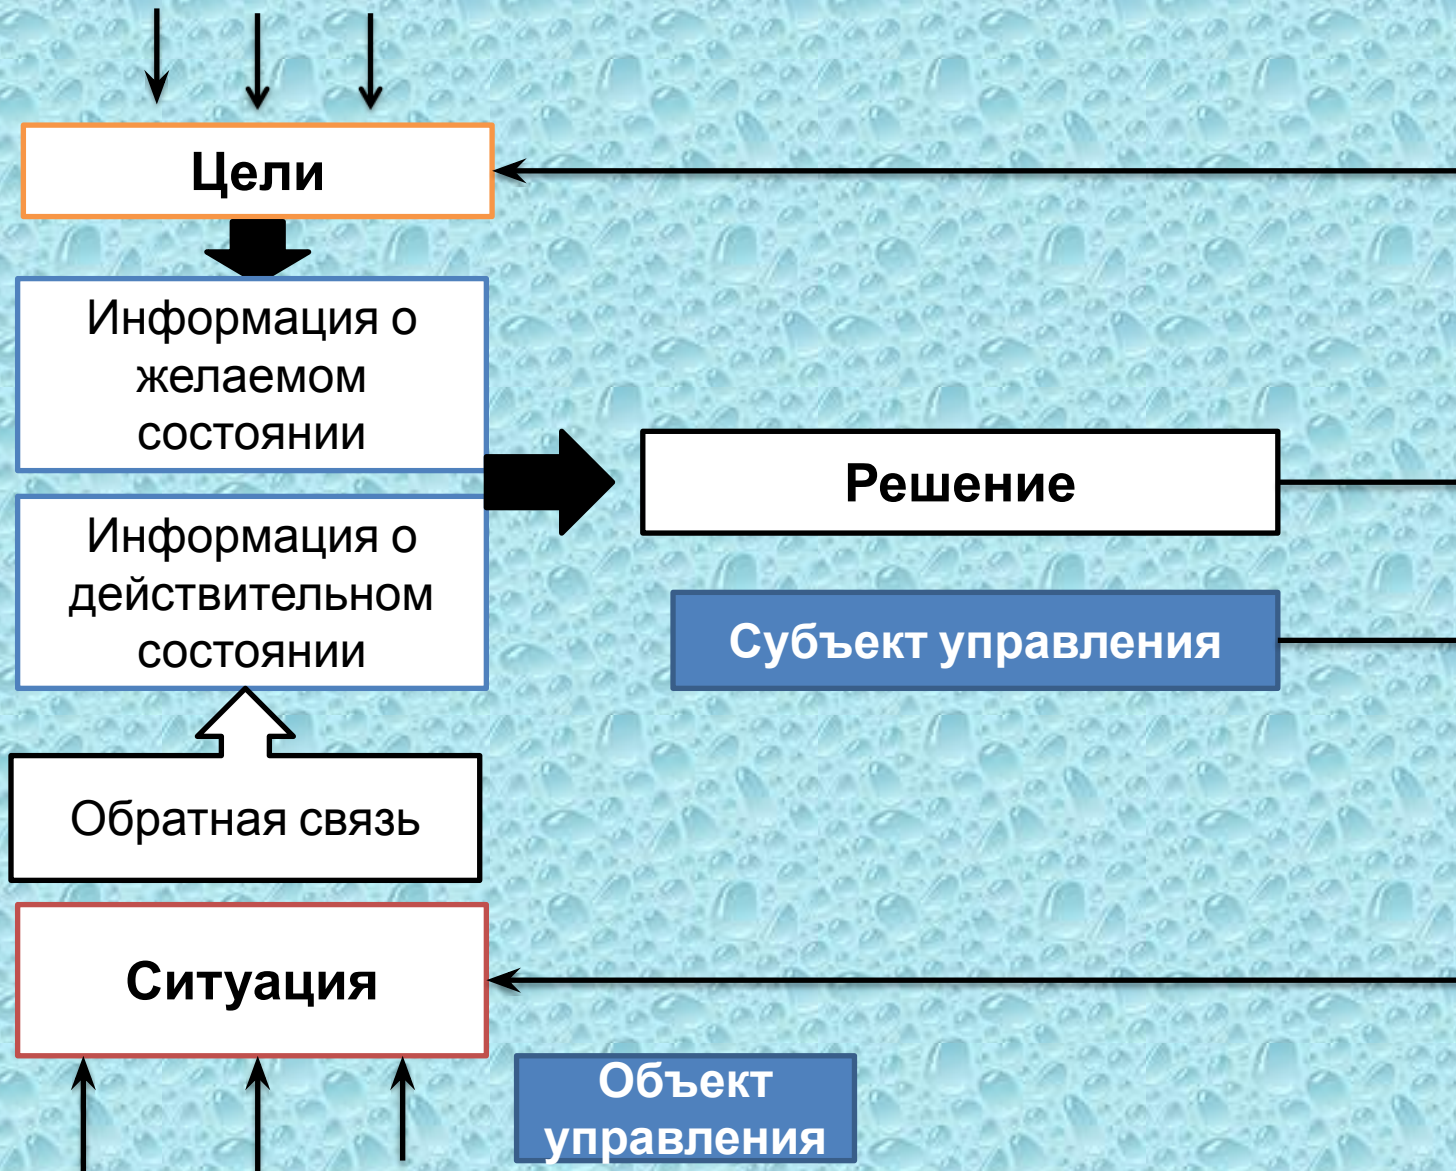 Цели
Информация о
желаемом
состоянии
Решение
Информация о
действительном
состоянии
Субъект управления
Обратная связь
Ситуация
Объект
управления